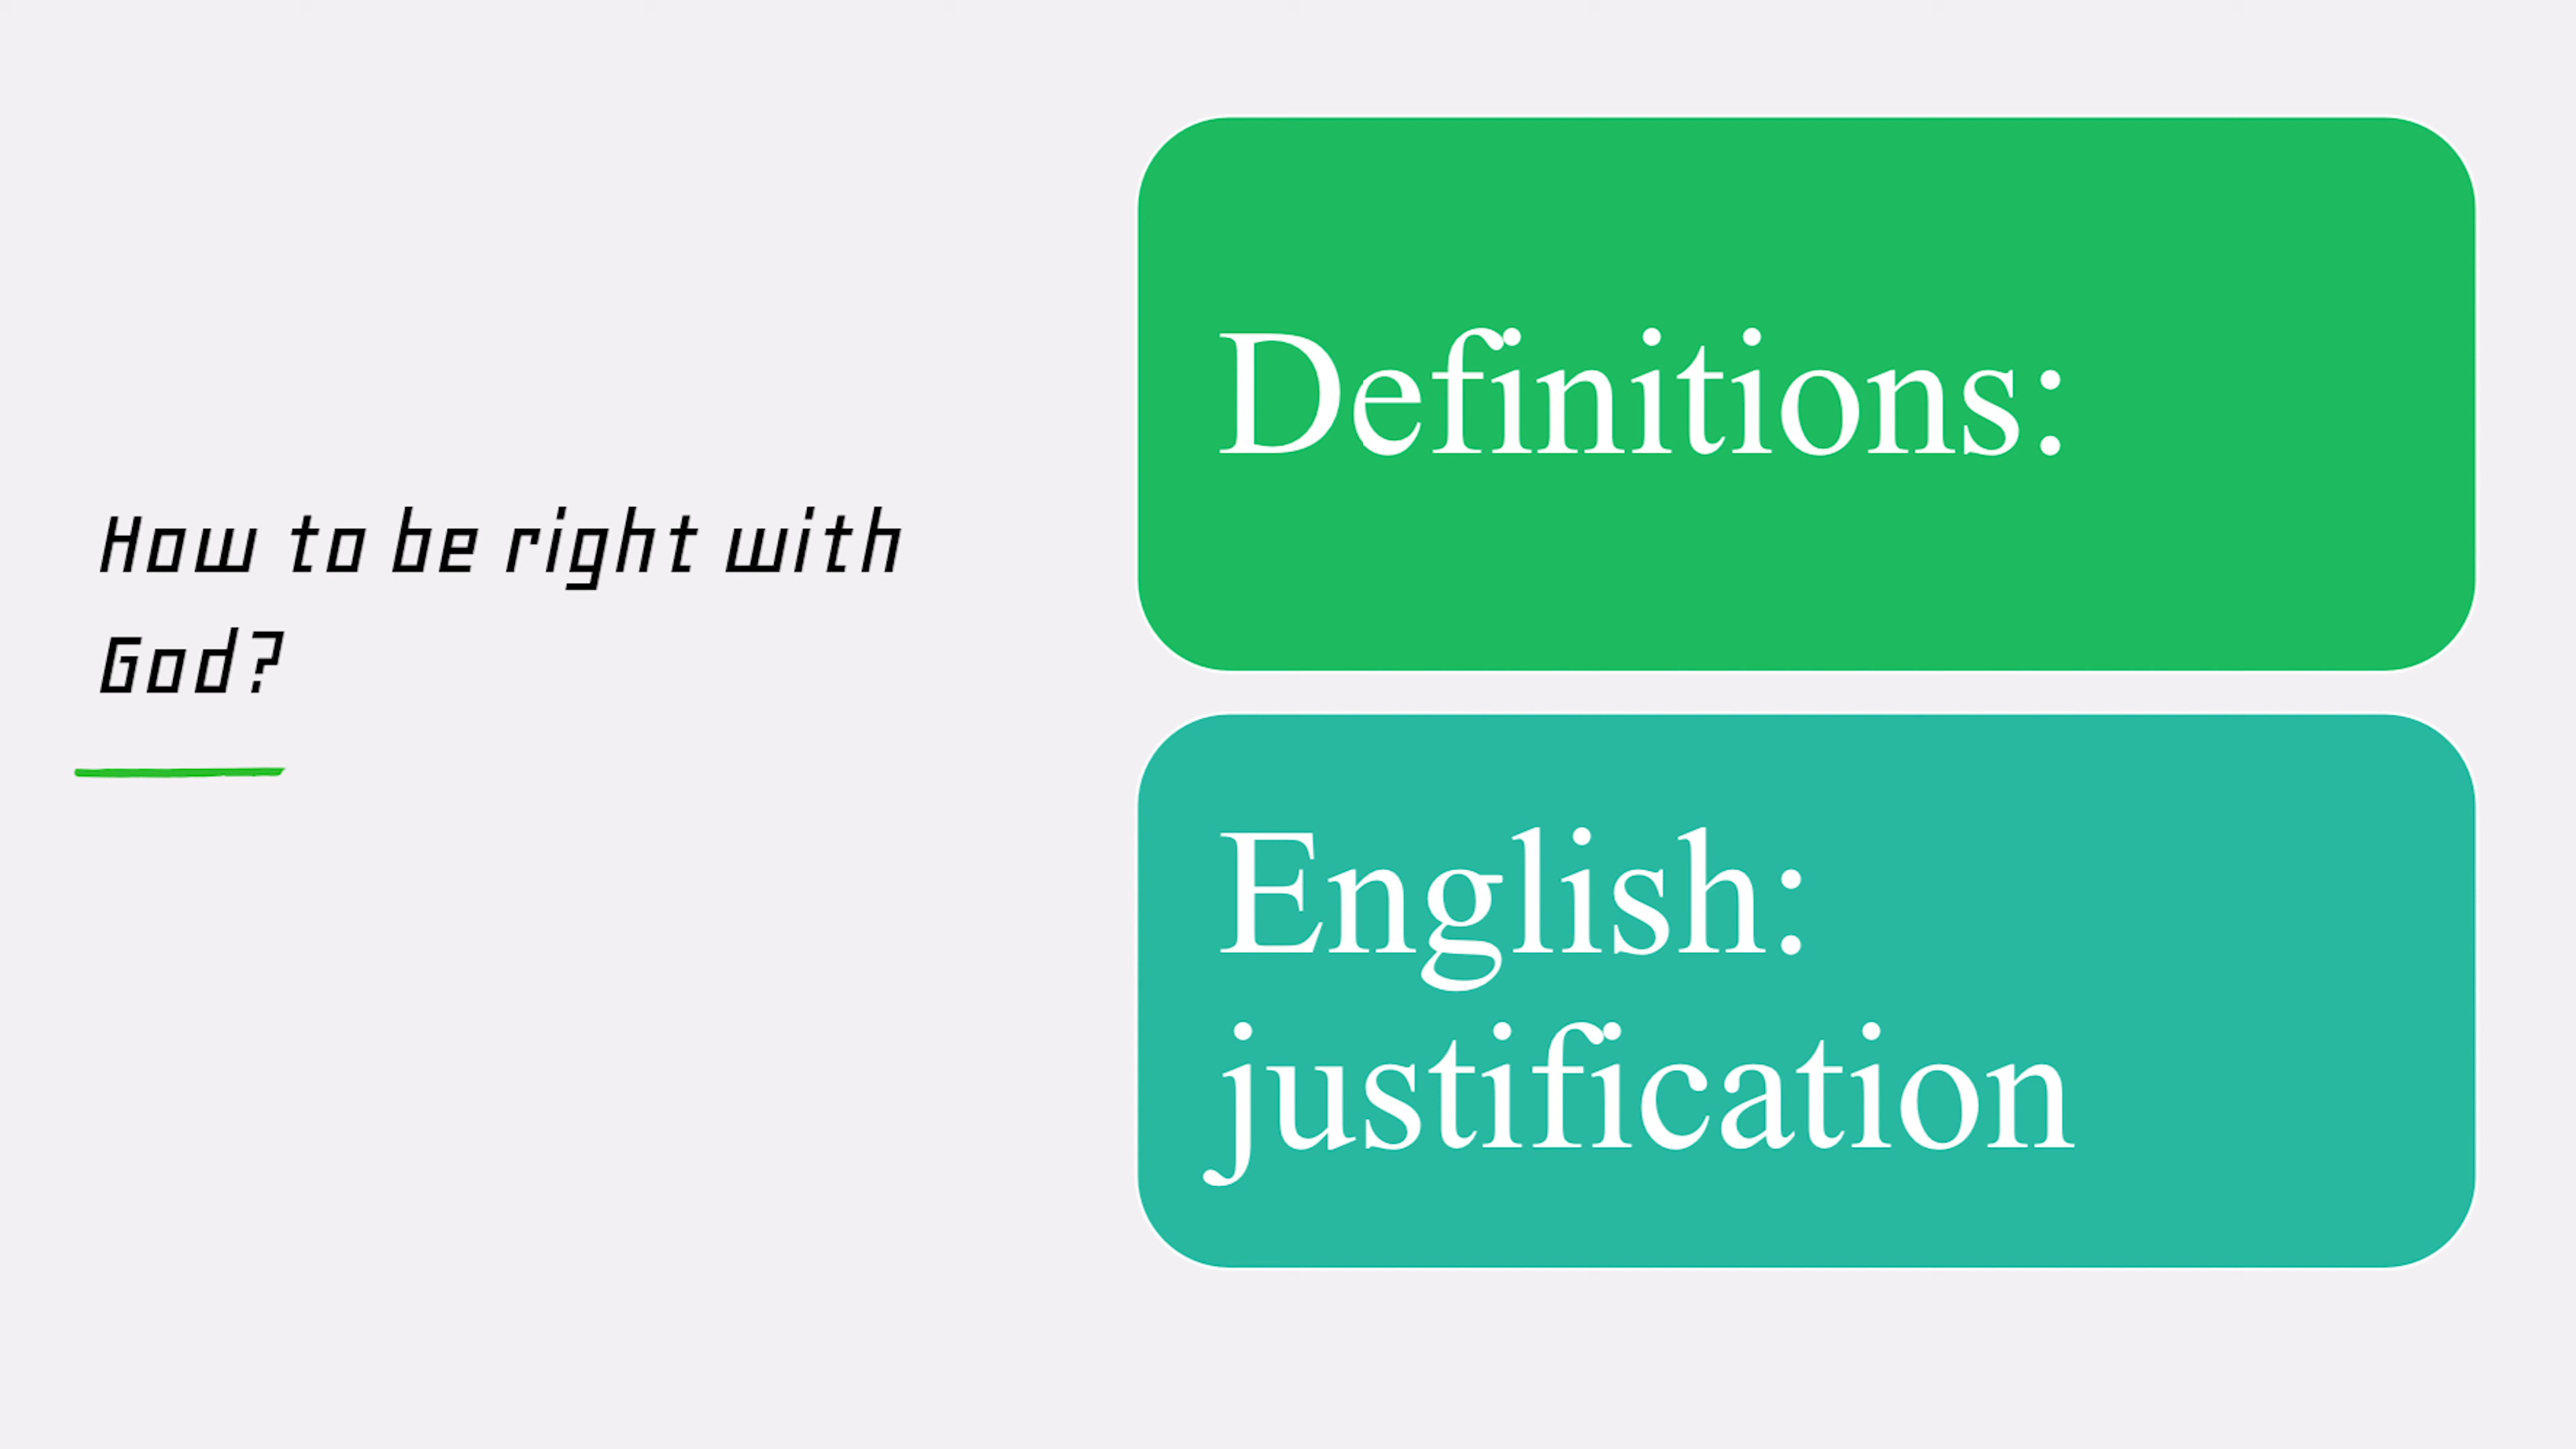 How to be right with
God?
Definitions:
English:
justification